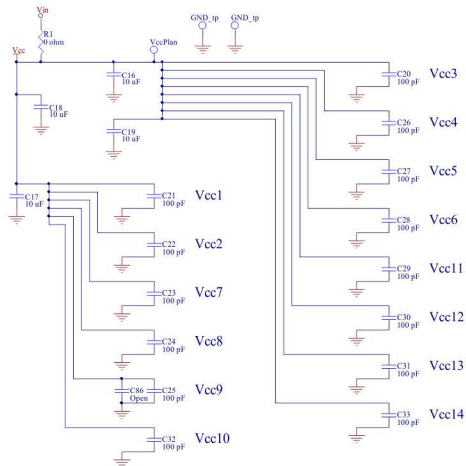 Vin
GND_tp GND_tp
R1
0 ohm
Vcc
VccPlan
C16
10 uF
C20
100 pF
Vcc3
C18
10 uF
C19
10 uF
C26
100 pF
Vcc4
C27
100 pF
Vcc5
C17
10 uF
C21
100 pF
Vcc1
C28
100 pF
Vcc6
C22
100 pF
Vcc2
C29
100 pF
Vcc11
C23
100 pF
Vcc7
C30
100 pF
Vcc12
C24
100 pF
Vcc8
C31
100 pF
Vcc13
C86
Open
C25
100 pF
Vcc9
C33
100 pF
Vcc14
C32
100 pF
Vcc10